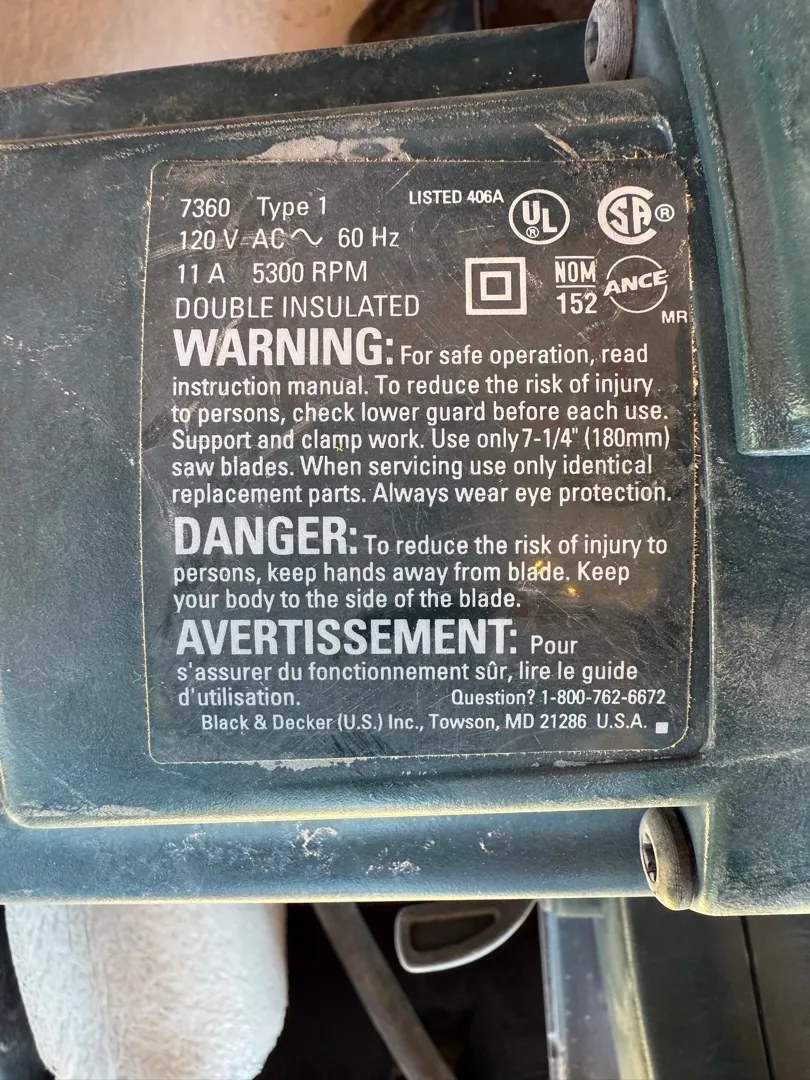 7360 Type 1 LISTED 406A UL® SA®
120 V AC 60 Hz
11 A 5300 RPM NOM ANCE
152 MR
DOUBLE INSULATED
WARNING: For safe operation, read
instruction manual. To reduce the risk of injury
to persons, check lower guard before each use.
Support and clamp work. Use only 7-1/4" (180mm)
saw blades. When servicing use only identical
replacement parts. Always wear eye protection.
DANGER: To reduce the risk of injury to
persons, keep hands away from blade. Keep
your body to the side of the blade.
AVERTISSEMENT: Pour
s'assurer du fonctionnement sûr, lire le guide
d'utilisation. Question? 1-800-762-6672
Black & Decker (U.S.) Inc., Towson, MD 21286 U.S.A.